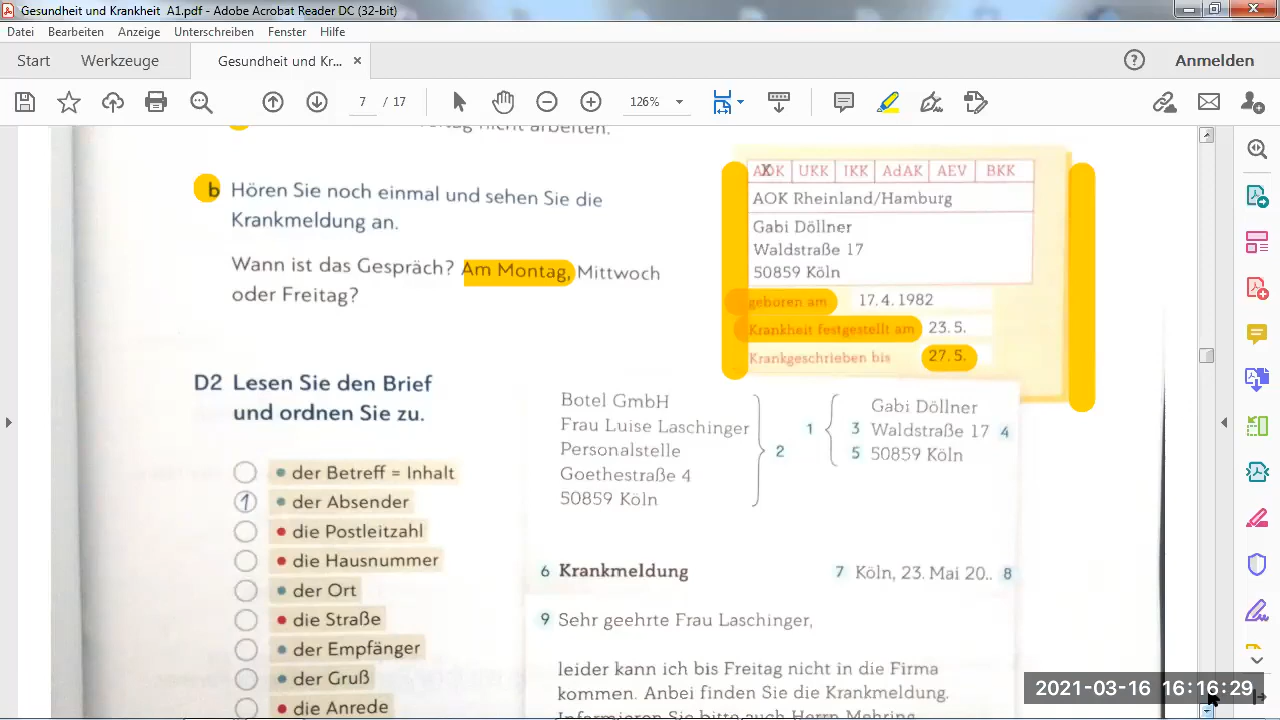 Gesundheit und Krankheit A1.pdf - Adobe Acrobat Reader DC (32-bit)
Datei Bearbeiten Anzeige Unterschreiben Fenster Hilfe
Start Werkzeuge Gesundheit und Kr... × Anmelden
7 / 17 126%
nicht arbeiten.
b Hören Sie noch einmal und sehen Sie die
Krankmeldung an.
Wann ist das Gespräch? Am Montag, Mittwoch
oder Freitag?
AOK UKK IKK AdAK AEV BKK
X
AOK Rheinland/Hamburg
Gabi Döllner
Waldstraße 17
50859 Köln
geboren am 17.4.1982
Krankheit festgestellt am 23.5.
Krankgeschrieben bis 27.5.
D2 Lesen Sie den Brief
und ordnen Sie zu.
der Betreff = Inhalt
1 der Absender
die Postleitzahl
die Hausnummer
der Ort
die Straße
der Empfänger
der Gruß
die Anrede
Botel GmbH
Frau Luise Laschinger
Personalstelle
Goethestraße 4
50859 Köln
2
1
Gabi Döllner
3 Waldstraße 17 4
5 50859 Köln
6 Krankmeldung
7 Köln, 23. Mai 20.. 8
9 Sehr geehrte Frau Laschinger,
leider kann ich bis Freitag nicht in die Firma
kommen. Anbei finden Sie die Krankmeldung.
Informieren Sie bitte auch Herrn Mehring
2021-03-16 16:16:29